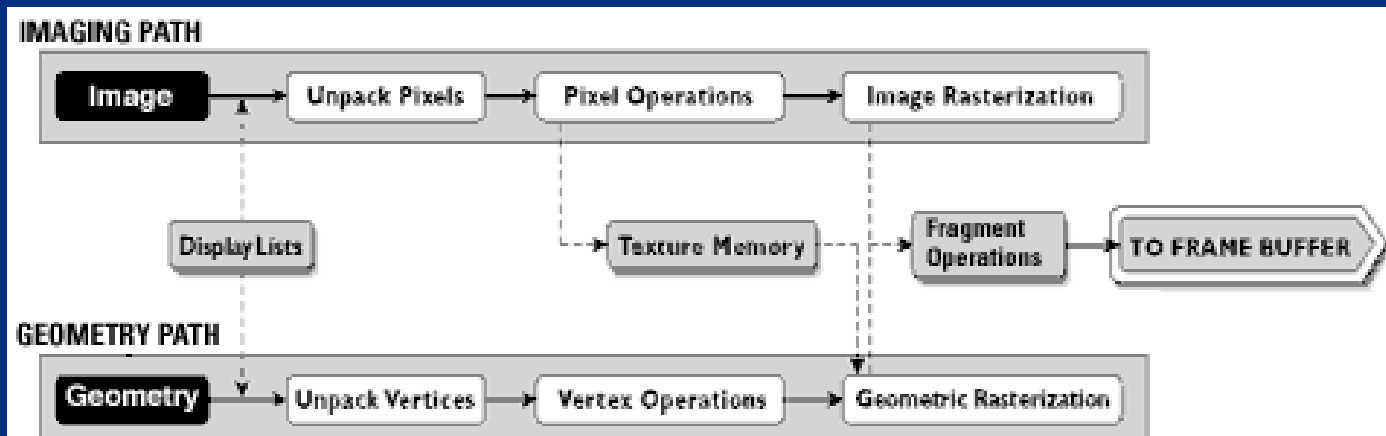 IMAGING PATH
Image
Unpack Pixels
Pixel Operations
Image Rasterization
Display Lists
Texture Memory
Fragment
Operations
TO FRAME BUFFER
GEOMETRY PATH
Geometry
Unpack Vertices
Vertex Operations
Geometric Rasterization